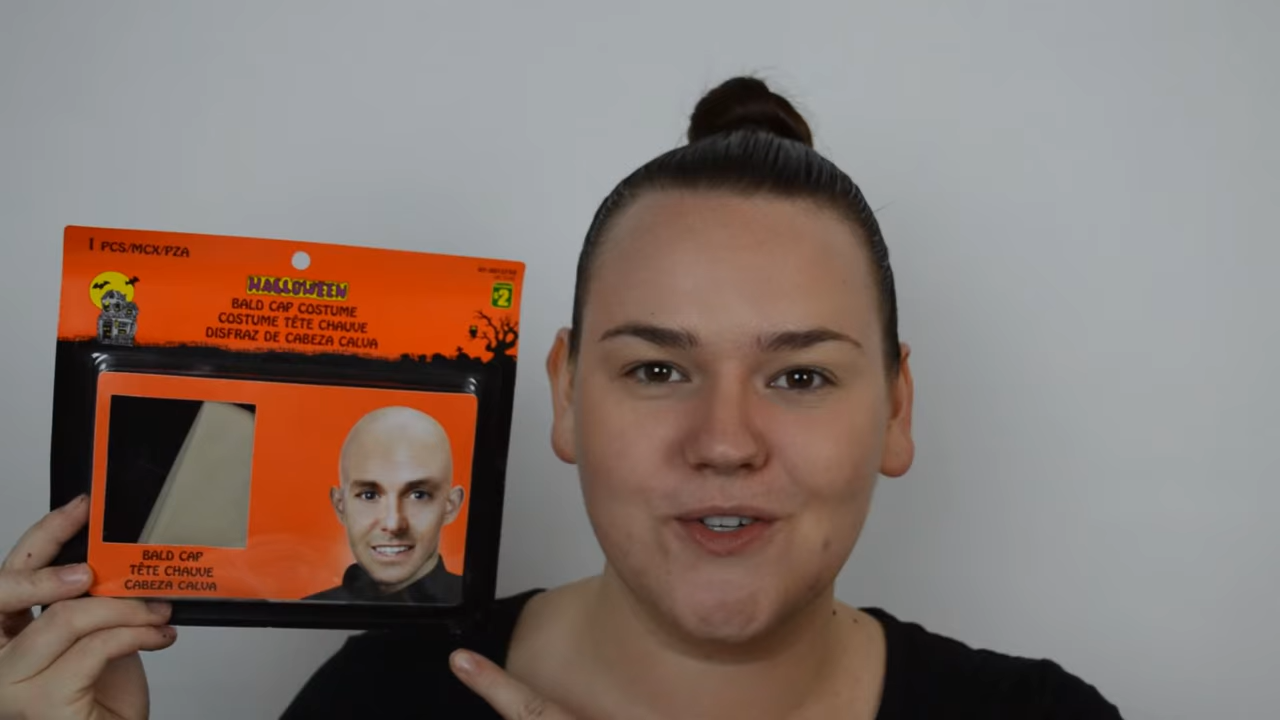 1 PCS/MCX/PZA
HALLOWEEN
BALD CAP COSTUME
COSTUME TÊTE CHAUVE
DISFRAZ DE CABEZA CALVA
$2
BALD CAP
TÊTE CHAUVE
CABEZA CALVA